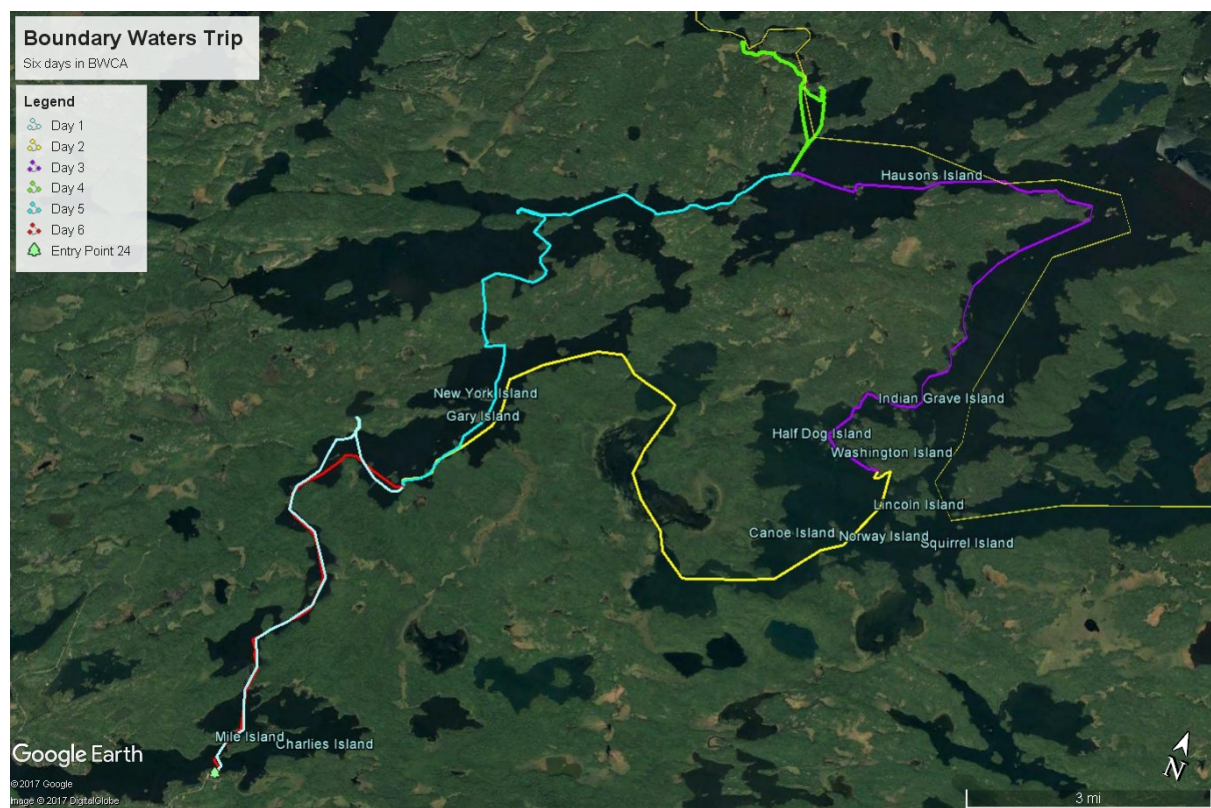 Boundary Waters Trip
Six days in BWCA
Legend
Day 1
Day 2
Day 3
Day 4
Day 5
Day 6
Entry Point 24
Hausons Island
New York Island
Gary Island
Indian Grave Island
Half Dog Island
Washington Island
Lincoln Island
Canoe Island
Norway Island
Squirrel Island
Mile Island
Charlies Island
Google Earth
©2017 Google
Image © 2017 DigitalGlobe
N
3 mi